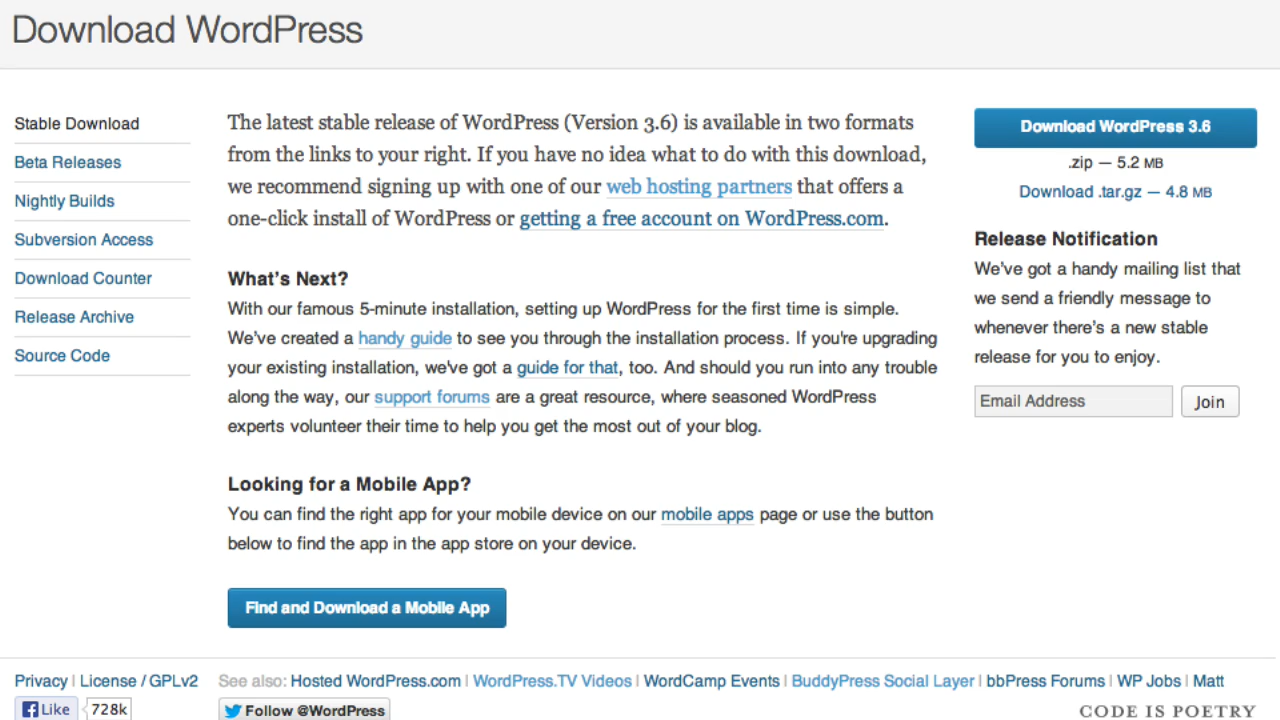 Download WordPress
Stable Download
Beta Releases
Nightly Builds
Subversion Access
Download Counter
Release Archive
Source Code
The latest stable release of WordPress (Version 3.6) is available in two formats
from the links to your right. If you have no idea what to do with this download,
we recommend signing up with one of our web hosting partners that offers a
one-click install of WordPress or getting a free account on WordPress.com.
What's Next?
With our famous 5-minute installation, setting up WordPress for the first time is simple.
We've created a handy guide to see you through the installation process. If you're upgrading
your existing installation, we've got a guide for that, too. And should you run into any trouble
along the way, our support forums are a great resource, where seasoned WordPress
experts volunteer their time to help you get the most out of your blog.
Looking for a Mobile App?
You can find the right app for your mobile device on our mobile apps page or use the button
below to find the app in the app store on your device.
Find and Download a Mobile App
Download WordPress 3.6
.zip — 5.2 MB
Download .tar.gz — 4.8 MB
Release Notification
We've got a handy mailing list that
we send a friendly message to
whenever there's a new stable
release for you to enjoy.
Email Address Join
Privacy | License / GPLv2 See also: Hosted WordPress.com | WordPress.TV Videos | WordCamp Events | BuddyPress Social Layer | bbPress Forums | WP Jobs | Matt
Like 728k Follow @WordPress CODE IS POETRY